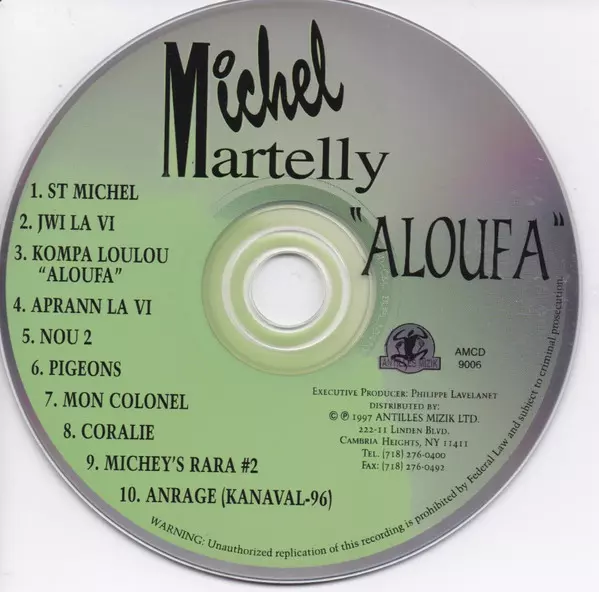 Michel
Martelly
"ALOUFA"
1. ST MICHEL
2. JWI LA VI
3. KOMPA LOULOU
"ALOUFA"
4. APRANN LA VI
5. NOU 2
6. PIGEONS
7. MON COLONEL
8. CORALIE
9. MICHEY'S RARA #2
10. ANRAGE (KANAVAL-96)
ANTILLES MIZIK
AMCD
9006
EXECUTIVE PRODUCER: PHILIPPE LAVELANET
DISTRIBUTED BY:
© ℗ 1997 ANTILLES MIZIK LTD.
222-11 LINDEN BLVD.
CAMBRIA HEIGHTS, NY 11411
TEL. (718) 276-0400
FAX: (718) 276-0492
WARNING: Unauthorized replication of this recording is prohibited by Federal Law and subject to criminal prosecution.